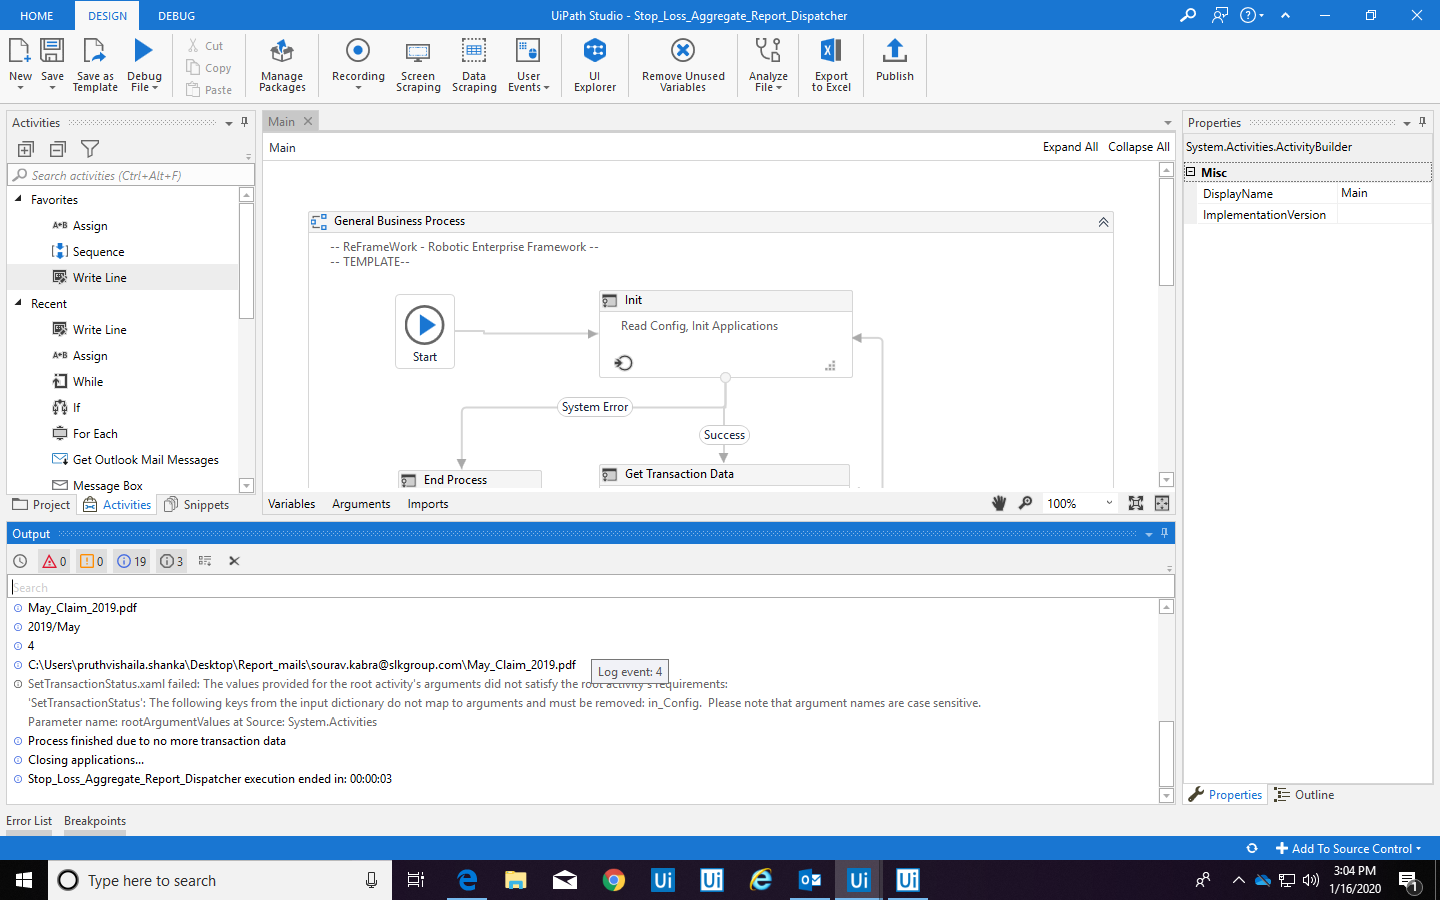 HOME
DESIGN
DEBUG
UiPath Studio - Stop_Loss_Aggregate_Report_Dispatcher
New
Save
Save as Template
Debug File
Cut
Copy
Paste
Manage Packages
Recording
Screen Scraping
Data Scraping
User Events
UI Explorer
Remove Unused Variables
Analyze File
Export to Excel
Publish
Activities
Search activities (Ctrl+Alt+F)
Favorites
Assign
Sequence
Write Line
Recent
Write Line
Assign
While
If
For Each
Get Outlook Mail Messages
Message Box
Project
Activities
Snippets
Main
Main
Expand All
Collapse All
General Business Process
-- ReFrameWork - Robotic Enterprise Framework --
-- TEMPLATE--
Start
Init
Read Config, Init Applications
System Error
Success
End Process
Get Transaction Data
Variables
Arguments
Imports
100%
Properties
System.Activities.ActivityBuilder
Misc
DisplayName
Main
ImplementationVersion
Properties
Outline
Output
0
0
19
3
Search
May_Claim_2019.pdf
2019/May
4
C:\Users\pruthvishaila.shanka\Desktop\Report_mails\sourav.kabra@slkgroup.com\May_Claim_2019.pdf
Log event: 4
SetTransactionStatus.xaml failed: The values provided for the root activity's arguments did not satisfy the root activity's requirements:
'SetTransactionStatus': The following keys from the input dictionary do not map to arguments and must be removed: in_Config.  Please note that argument names are case sensitive.
Parameter name: rootArgumentValues at Source: System.Activities
Process finished due to no more transaction data
Closing applications...
Stop_Loss_Aggregate_Report_Dispatcher execution ended in: 00:00:03
Error List
Breakpoints
Add To Source Control
Type here to search
3:04 PM
1/16/2020
1